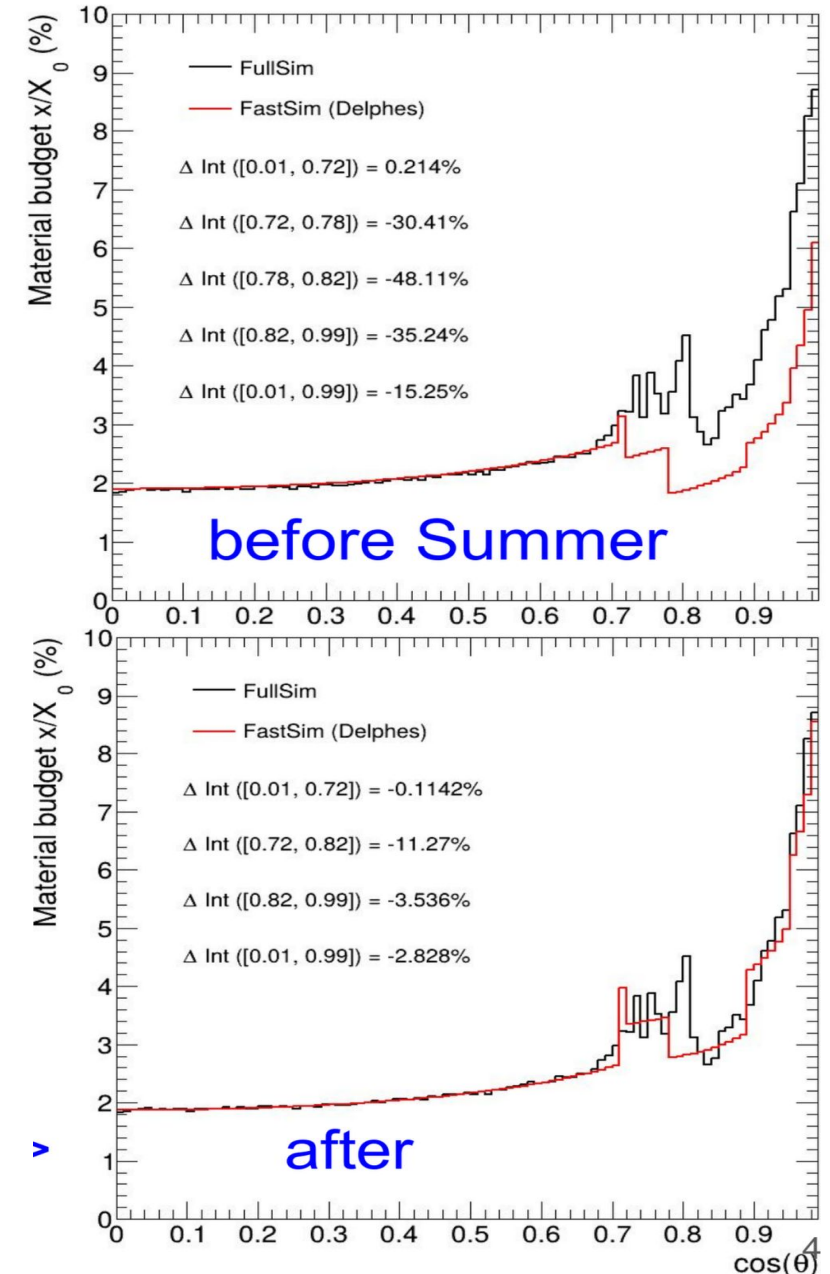 Material budget x/X0 (%)
10
9
8
7
6
5
4
3
2
1
0
FullSim
FastSim (Delphes)
Δ Int ([0.01, 0.72]) = 0.214%
Δ Int ([0.72, 0.78]) = -30.41%
Δ Int ([0.78, 0.82]) = -48.11%
Δ Int ([0.82, 0.99]) = -35.24%
Δ Int ([0.01, 0.99]) = -15.25%
before Summer
0 0.1 0.2 0.3 0.4 0.5 0.6 0.7 0.8 0.9
Material budget x/X0 (%)
10
9
8
7
6
5
4
3
2
1
0
FullSim
FastSim (Delphes)
Δ Int ([0.01, 0.72]) = -0.1142%
Δ Int ([0.72, 0.82]) = -11.27%
Δ Int ([0.82, 0.99]) = -3.536%
Δ Int ([0.01, 0.99]) = -2.828%
after
0 0.1 0.2 0.3 0.4 0.5 0.6 0.7 0.8 0.9
4
cos(θ)